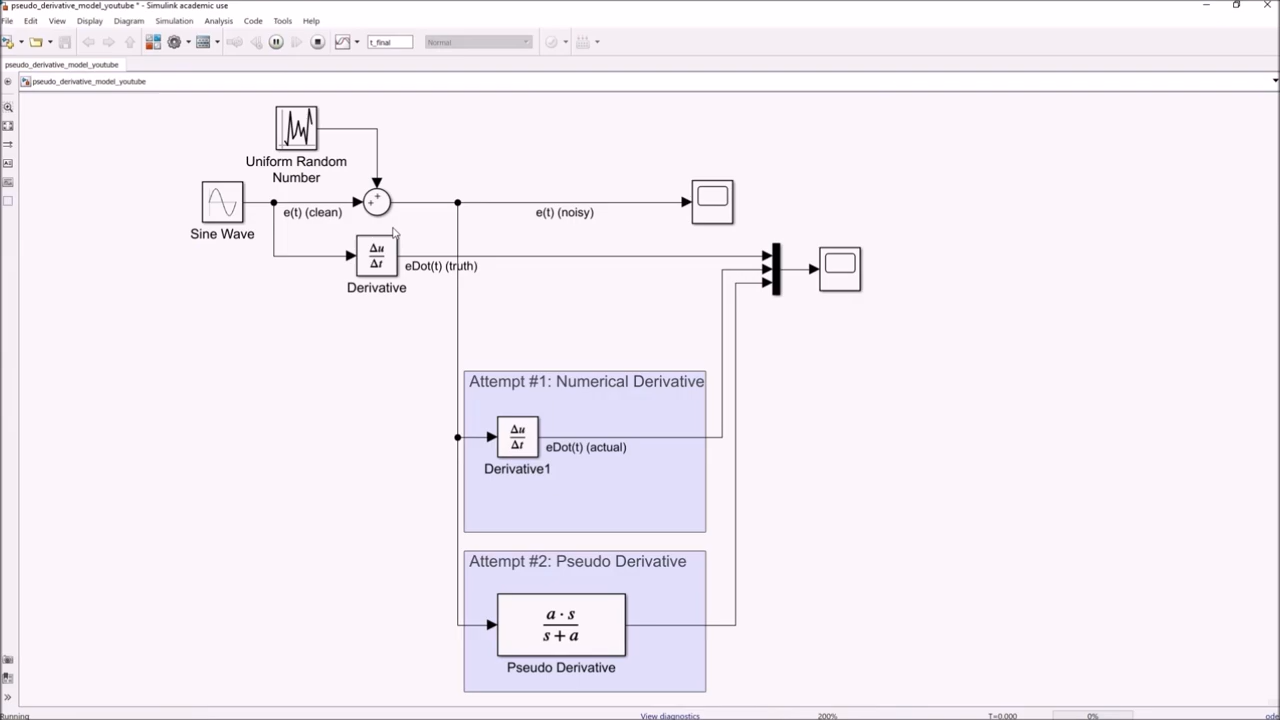 pseudo_derivative_model_youtube * - Simulink academic use
File Edit View Display Diagram Simulation Analysis Code Tools Help
t_final Normal
pseudo_derivative_model_youtube
pseudo_derivative_model_youtube
Uniform Random
Number
e(t) (clean)
e(t) (noisy)
Sine Wave
Δu
Δt
eDot(t) (truth)
Derivative
Attempt #1: Numerical Derivative
Δu
Δt
eDot(t) (actual)
Derivative1
Attempt #2: Pseudo Derivative
a · s
s + a
Pseudo Derivative
Running View diagnostics 200% T=0.000 0%